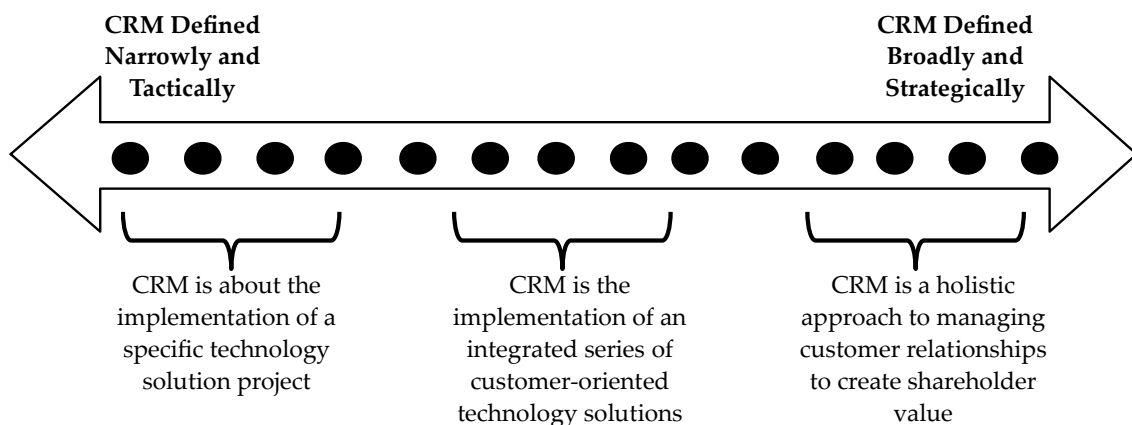 CRM Defined
Narrowly and
Tactically
CRM Defined
Broadly and
Strategically
CRM is about the
implementation of a
specific technology
solution project
CRM is the
implementation of an
integrated series of
customer-oriented
technology solutions
CRM is a holistic
approach to managing
customer relationships
to create shareholder
value